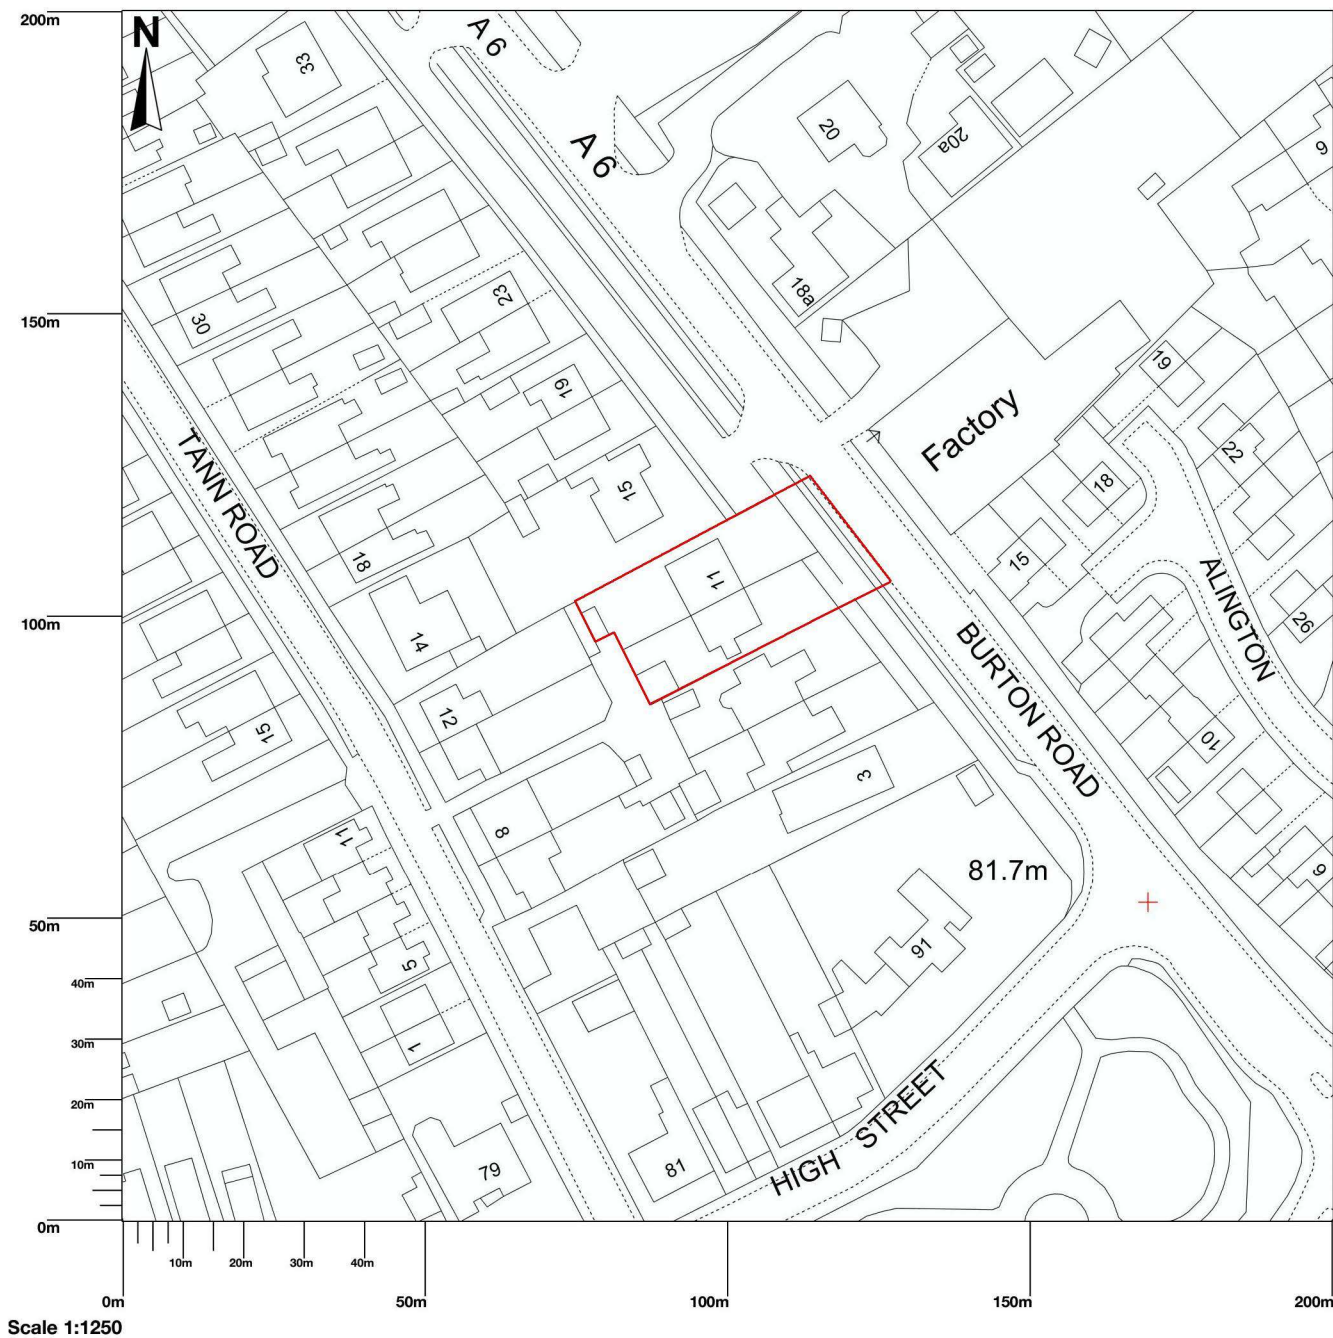 200m
N
A 6
33
A 6
20
20a
9
18a
150m
30
23
19
19
Factory
22
TANN ROAD
15
18
18
15
11
ALINGTON
14
100m
26
BURTON ROAD
12
15
10
3
8
11
81.7m
9
50m
91
5
40m
30m
1
20m
HIGH STREET
10m
79
81
0m
10m 20m 30m 40m
0m 50m 100m 150m 200m
Scale 1:1250